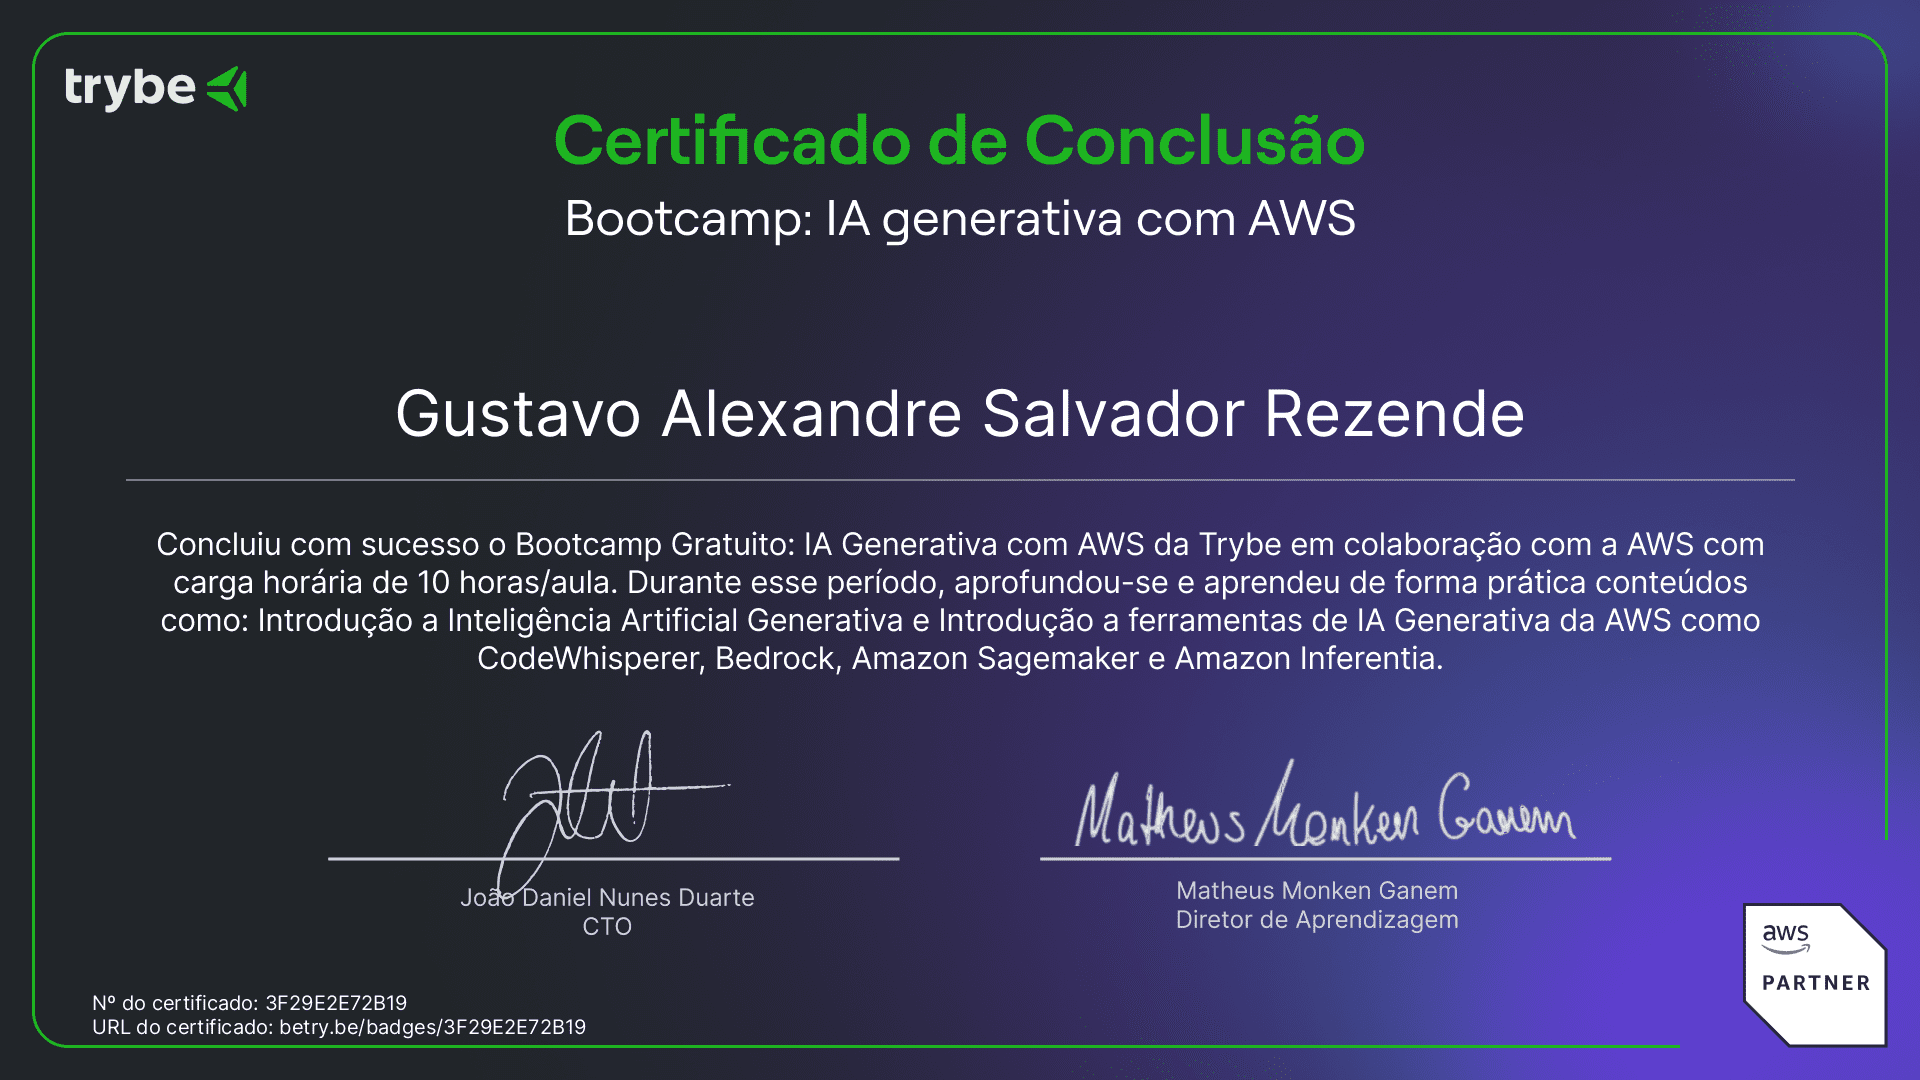 trybe
Certificado de Conclusão
Bootcamp: IA generativa com AWS
Gustavo Alexandre Salvador Rezende
Concluiu com sucesso o Bootcamp Gratuito: IA Generativa com AWS da Trybe em colaboração com a AWS com
carga horária de 10 horas/aula. Durante esse período, aprofundou-se e aprendeu de forma prática conteúdos
como: Introdução a Inteligência Artificial Generativa e Introdução a ferramentas de IA Generativa da AWS como
CodeWhisperer, Bedrock, Amazon Sagemaker e Amazon Inferentia.
Matheus Monken Ganem
João Daniel Nunes Duarte
CTO
Matheus Monken Ganem
Diretor de Aprendizagem
aws
PARTNER
Nº do certificado: 3F29E2E72B19
URL do certificado: betry.be/badges/3F29E2E72B19